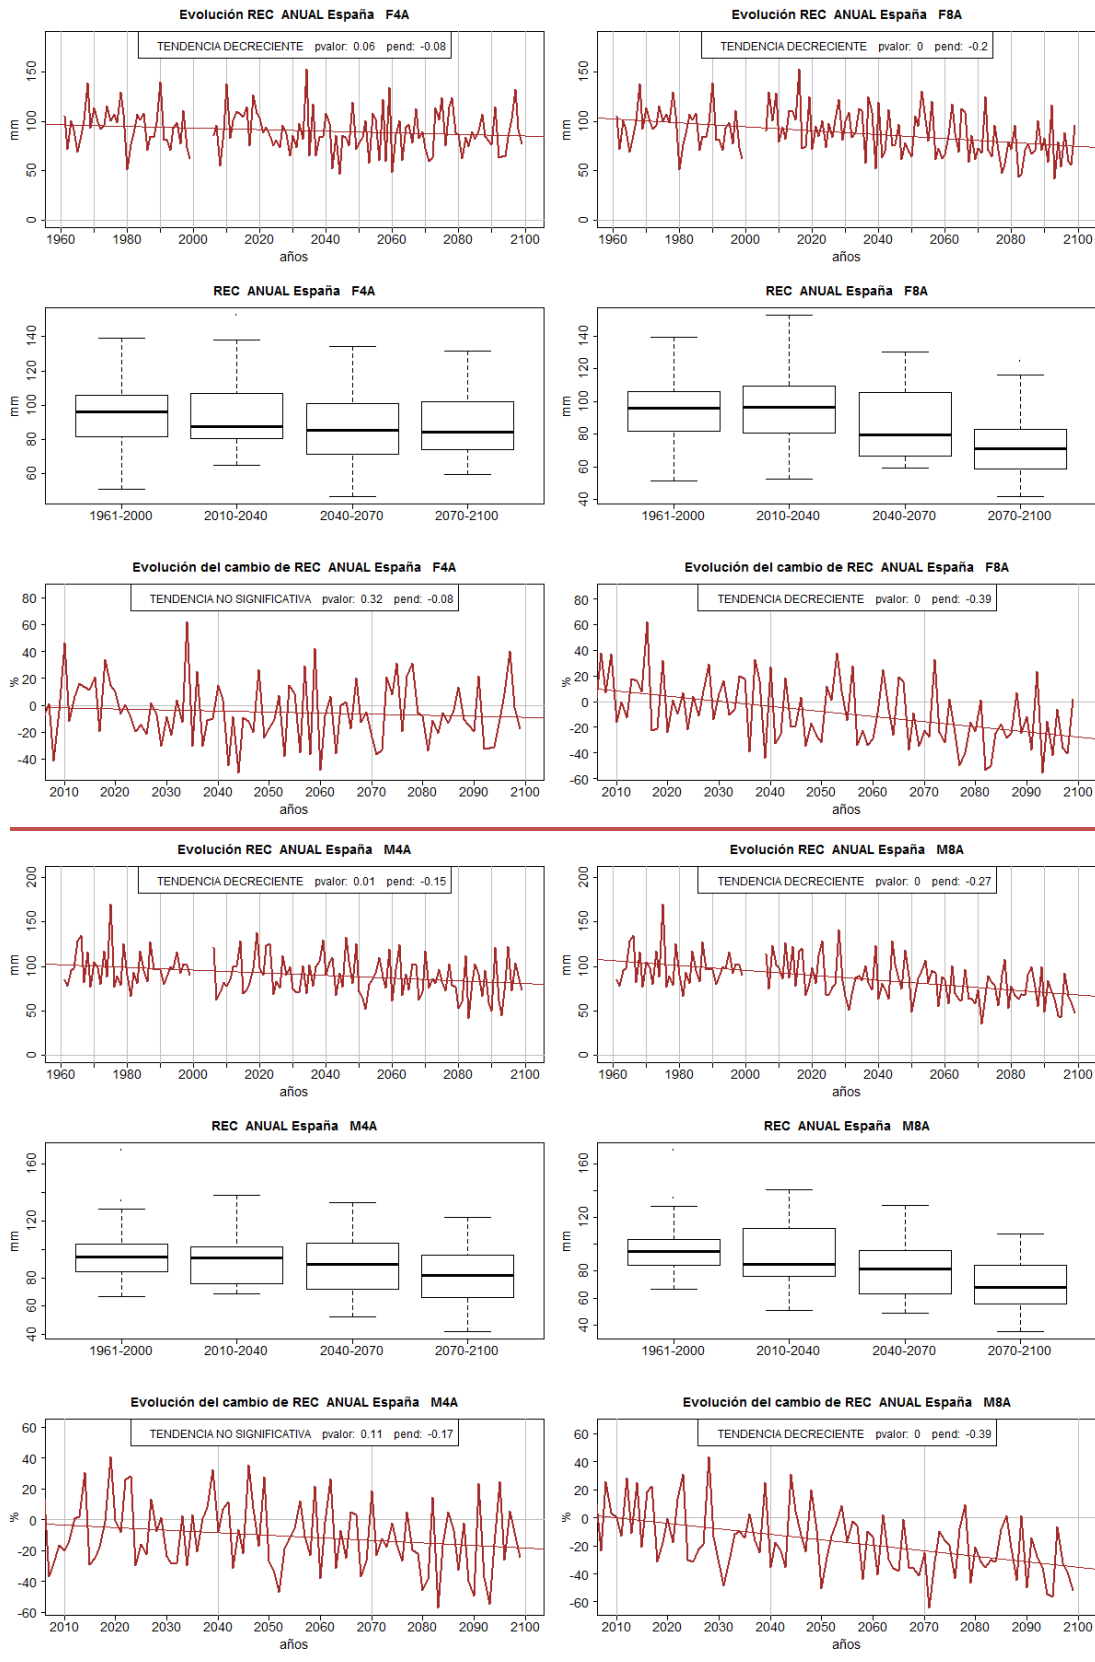 Evolución REC ANUAL España F4A
TENDENCIA DECRECIENTE pvalor: 0.06 pend: -0.08
mm
0 50 100 150
1960 1980 2000 2020 2040 2060 2080 2100
años
Evolución REC ANUAL España F8A
TENDENCIA DECRECIENTE pvalor: 0 pend: -0.2
mm
0 50 100 150
1960 1980 2000 2020 2040 2060 2080 2100
años
REC ANUAL España F4A
mm
60 80 100 120 140
1961-2000 2010-2040 2040-2070 2070-2100
REC ANUAL España F8A
mm
40 60 80 100 120 140
1961-2000 2010-2040 2040-2070 2070-2100
Evolución del cambio de REC ANUAL España F4A
TENDENCIA NO SIGNIFICATIVA pvalor: 0.32 pend: -0.08
%
80
60
40
20
0
-20
-40
2010 2020 2030 2040 2050 2060 2070 2080 2090 2100
años
Evolución del cambio de REC ANUAL España F8A
TENDENCIA DECRECIENTE pvalor: 0 pend: -0.39
%
80
60
40
20
0
-20
-40
-60
2010 2020 2030 2040 2050 2060 2070 2080 2090 2100
años
Evolución REC ANUAL España M4A
TENDENCIA DECRECIENTE pvalor: 0.01 pend: -0.15
mm
0 50 100 150 200
1960 1980 2000 2020 2040 2060 2080 2100
años
Evolución REC ANUAL España M8A
TENDENCIA DECRECIENTE pvalor: 0 pend: -0.27
mm
0 50 100 150 200
1960 1980 2000 2020 2040 2060 2080 2100
años
REC ANUAL España M4A
mm
40 60 80 120 160
1961-2000 2010-2040 2040-2070 2070-2100
REC ANUAL España M8A
mm
40 60 80 120 160
1961-2000 2010-2040 2040-2070 2070-2100
Evolución del cambio de REC ANUAL España M4A
TENDENCIA NO SIGNIFICATIVA pvalor: 0.11 pend: -0.17
%
60
40
20
0
-20
-40
-60
2010 2020 2030 2040 2050 2060 2070 2080 2090 2100
años
Evolución del cambio de REC ANUAL España M8A
TENDENCIA DECRECIENTE pvalor: 0 pend: -0.39
%
60
40
20
0
-20
-40
-60
2010 2020 2030 2040 2050 2060 2070 2080 2090 2100
años